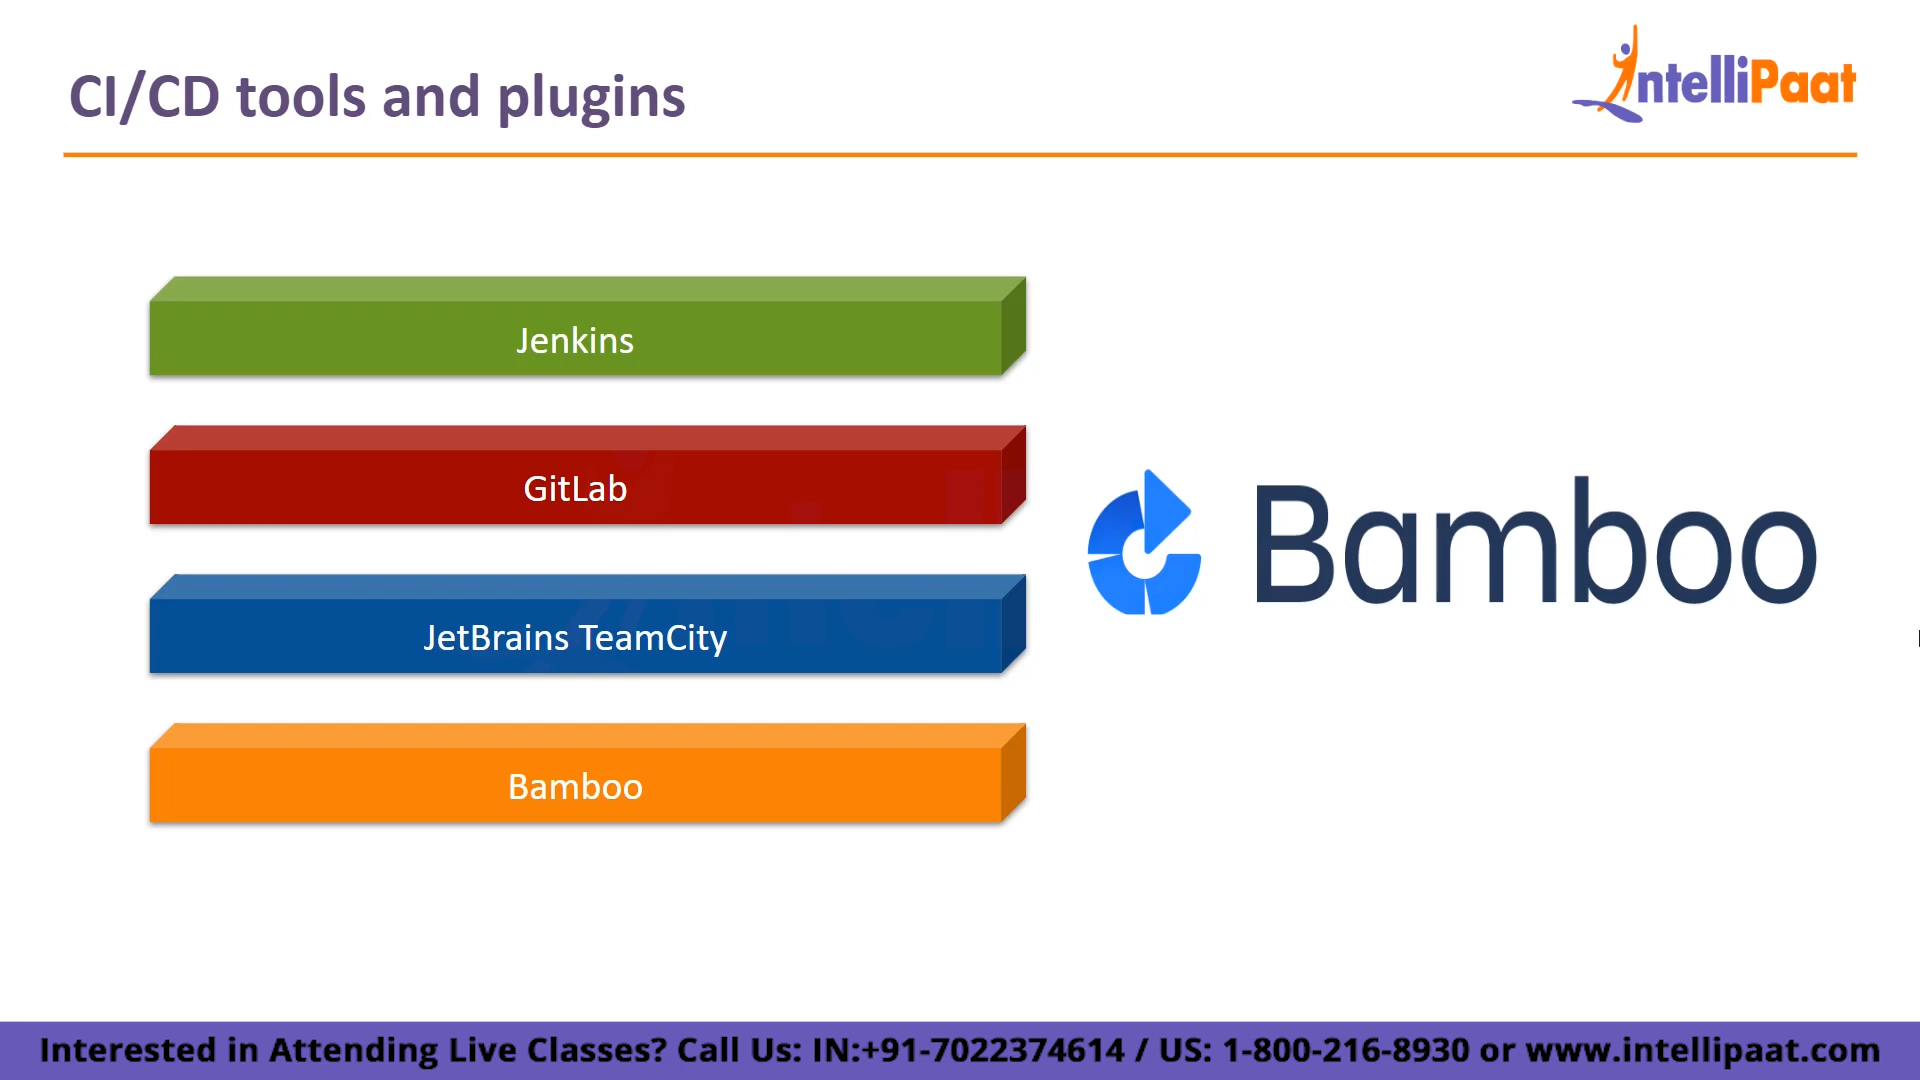 CI/CD tools and plugins
IntelliPaat
Jenkins
GitLab
JetBrains TeamCity
Bamboo
Bamboo
Interested in Attending Live Classes? Call Us: IN:+91-7022374614 / US: 1-800-216-8930 or www.intellipaat.com